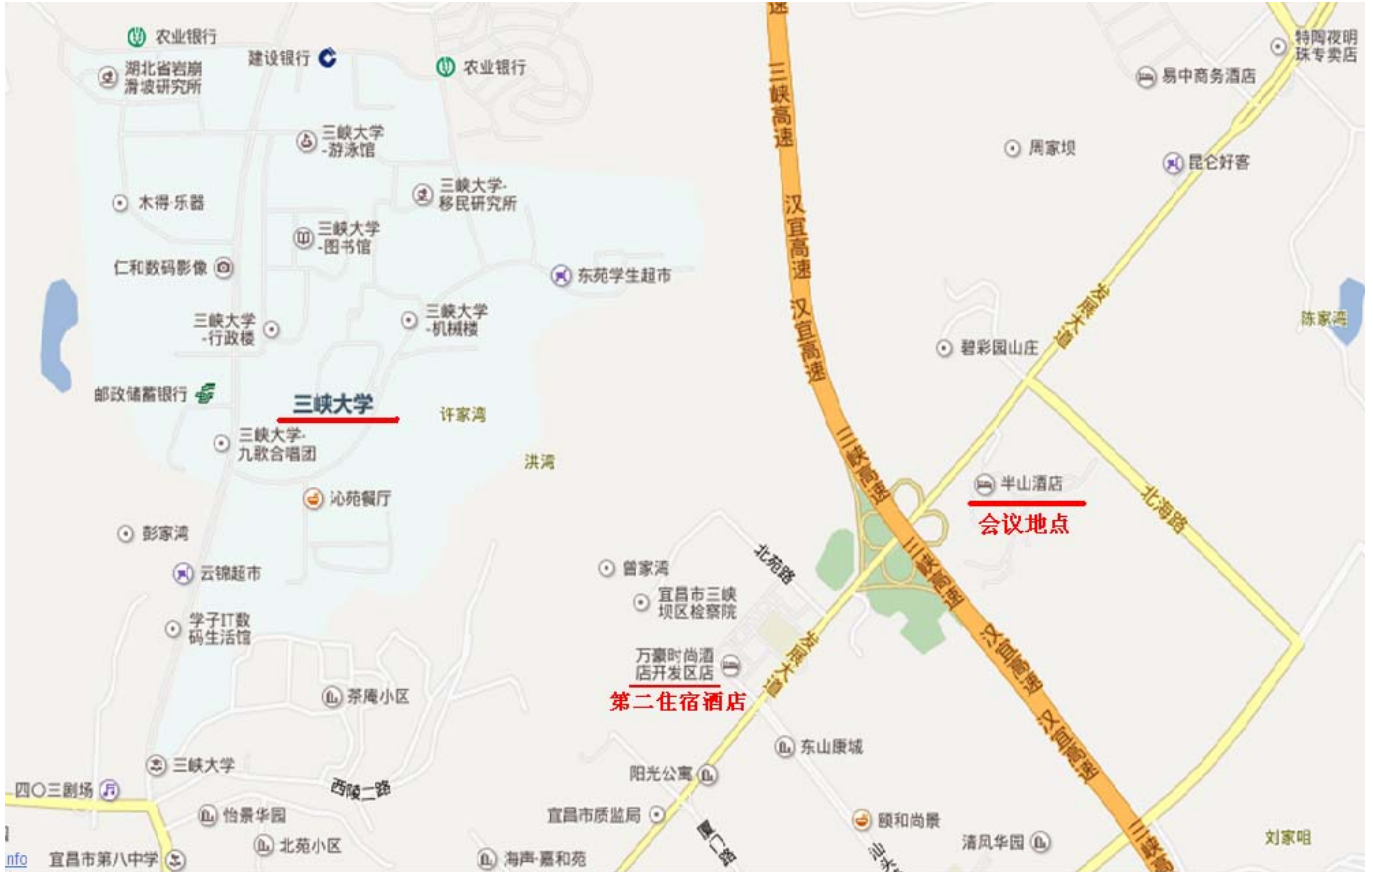 农业银行
建设银行
湖北省岩崩
滑坡研究所
农业银行
三峡大学
-游泳馆
三峡大学-
移民研究所
木得·乐器
三峡大学
-图书馆
仁和数码影像
东苑学生超市
三峡大学
-行政楼
三峡大学
-机械楼
邮政储蓄银行
三峡大学
许家湾
三峡大学-
九歌合唱团
洪湾
沁苑餐厅
彭家湾
云锦超市
学子IT数
码生活馆
茶庵小区
三峡大学
西陵二路
四〇三剧场
怡景华园
北苑小区
宜昌市第八中学
nfo
速
三峡高速
汉宜高速
汉宜高速
三峡高速
三峡高速
汉宜高速
汉宜高速
三峡高
特陶夜明
珠专卖店
易中商务酒店
周家坝
昆仑好客
发展大道
陈家湾
碧彩园山庄
半山酒店
会议地点
北海路
北苑路
曾家湾
宜昌市三峡
坝区检察院
发展大道
万豪时尚酒
店开发区店
第二住宿酒店
东山康城
阳光公寓
宜昌市质监局
厦门路
颐和尚景
汕头
清风华园
海声·嘉和苑
刘家咀